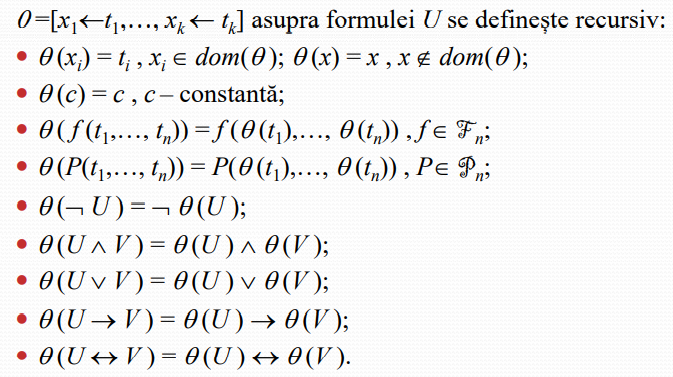 θ=[x₁←t₁,…, xₖ← tₖ] asupra formulei U se definește recursiv:
• θ(xᵢ) = tᵢ , xᵢ ∈ dom(θ); θ(x) = x , x ∉ dom(θ);
• θ(c) = c , c – constantă;
• θ(f(t₁,…, tₙ)) = f(θ(t₁),…, θ(tₙ)) , f ∈ ℱₙ;
• θ(P(t₁,…, tₙ)) = P(θ(t₁),…, θ(tₙ)) , P ∈ 𝒫ₙ;
• θ(¬ U) = ¬ θ(U);
• θ(U ∧ V) = θ(U) ∧ θ(V);
• θ(U ∨ V) = θ(U) ∨ θ(V);
• θ(U → V) = θ(U) → θ(V);
• θ(U ↔ V) = θ(U) ↔ θ(V).